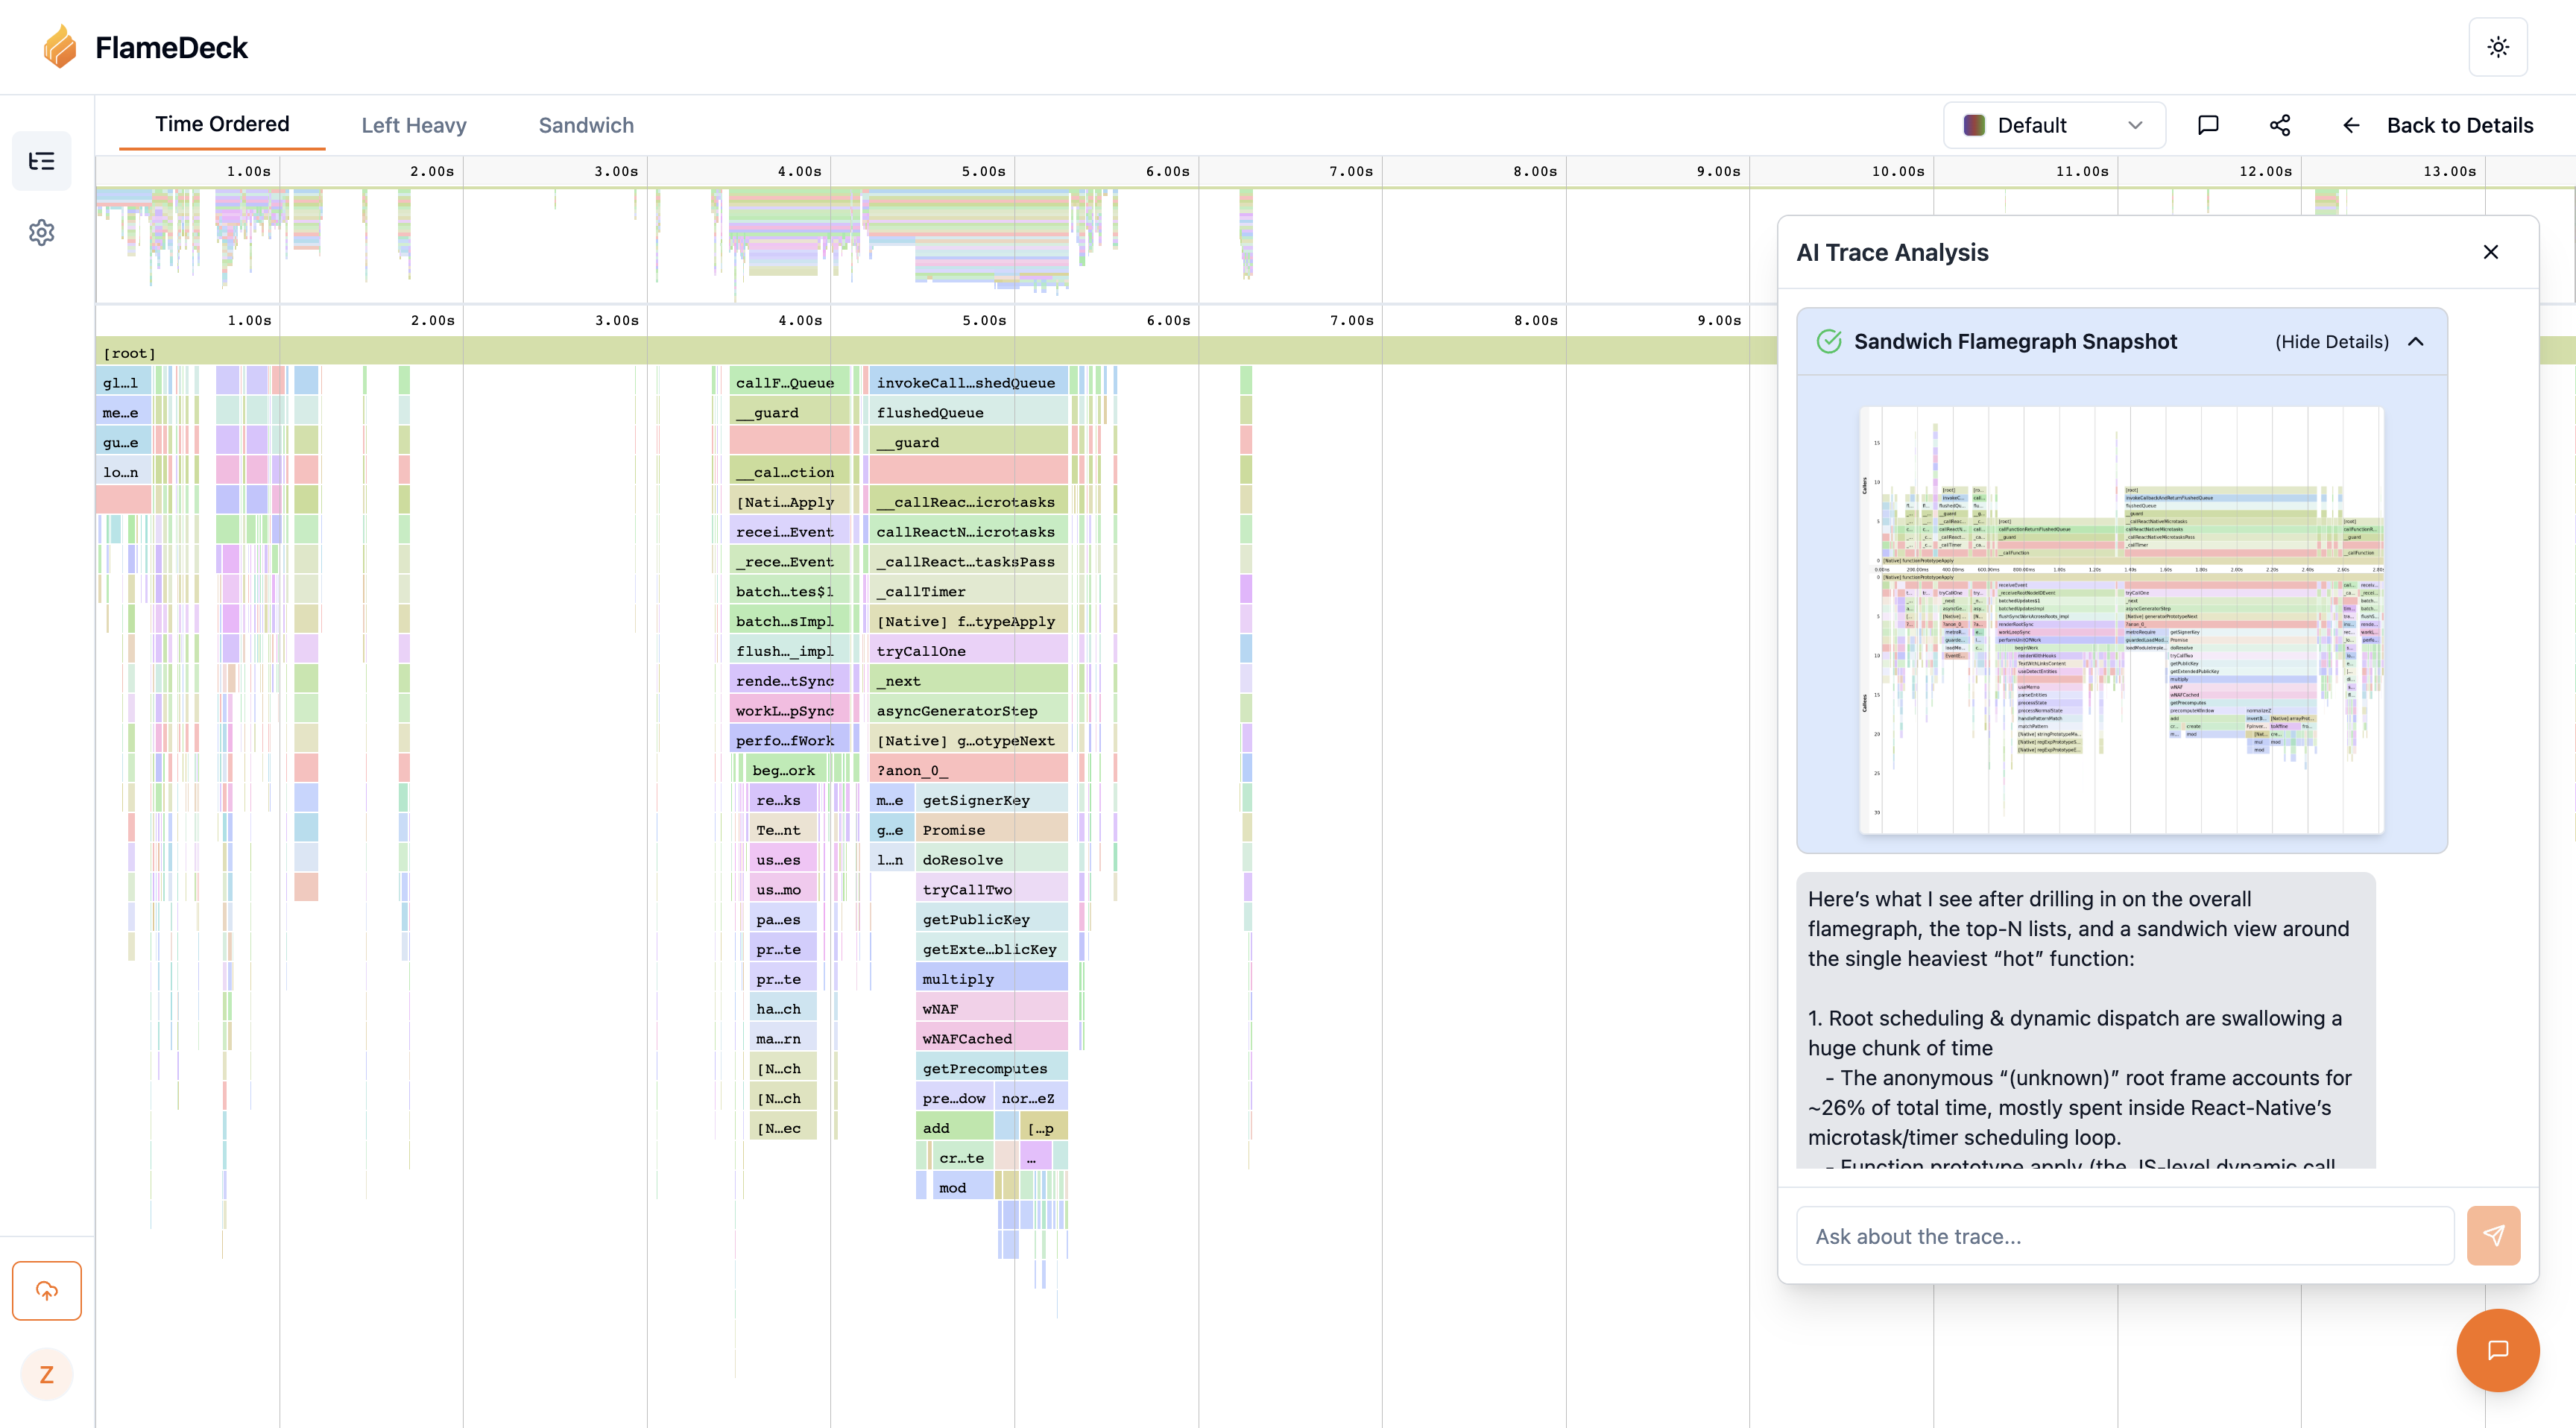 FlameDeck
Time Ordered
Left Heavy
Sandwich
Default
Back to Details
1.00s 2.00s 3.00s 4.00s 5.00s 6.00s 7.00s 8.00s 9.00s 10.00s 11.00s 12.00s 13.00s
1.00s 2.00s 3.00s 4.00s 5.00s 6.00s 7.00s 8.00s 9.00s
[root]
gl…l callF…Queue invokeCall…shedQueue
me…e __guard flushedQueue
gu…e __guard
lo…n __cal…ction
[Nati…Apply __callReac…icrotasks
recei…Event callReactN…icrotasks
_rece…Event _callReact…tasksPass
batch…tes$1 _callTimer
batch…sImpl [Native] f…typeApply
flush…_impl tryCallOne
rende…tSync _next
workL…pSync asyncGeneratorStep
perfo…fWork [Native] g…otypeNext
beg…ork ?anon_0_
re…ks m…e getSignerKey
Te…nt g…e Promise
us…es l…n doResolve
us…mo tryCallTwo
pa…es getPublicKey
pr…te getExte…blicKey
pr…te multiply
ha…ch wNAF
ma…rn wNAFCached
[N…ch getPrecomputes
[N…ch pre…dow nor…eZ
[N…ec add […p
cr…te …
mod
Z
AI Trace Analysis
Sandwich Flamegraph Snapshot
(Hide Details)
Here’s what I see after drilling in on the overall
flamegraph, the top-N lists, and a sandwich view around
the single heaviest “hot” function:
1. Root scheduling & dynamic dispatch are swallowing a
huge chunk of time
- The anonymous “(unknown)” root frame accounts for
~26% of total time, mostly spent inside React-Native’s
microtask/timer scheduling loop.
- Function prototype apply (the JS-level dynamic call
Ask about the trace...